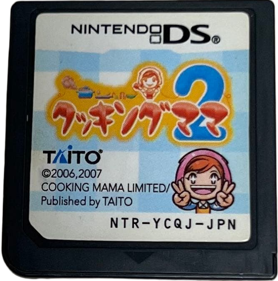 NINTENDO DS®
クッキングママ2
TAITO
©2006,2007
COOKING MAMA LIMITED/
Published by TAITO
NTR-YCQJ-JPN